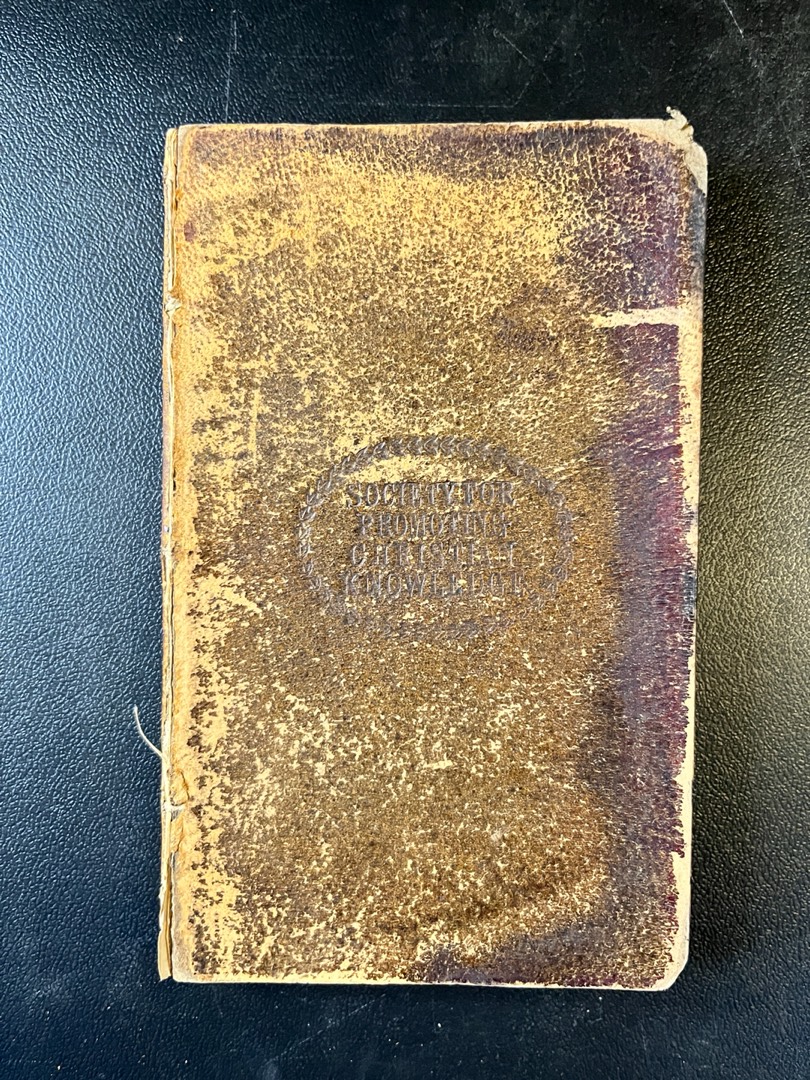 SOCIETY FOR
PROMOTING
CHRISTIAN
KNOWLEDGE.